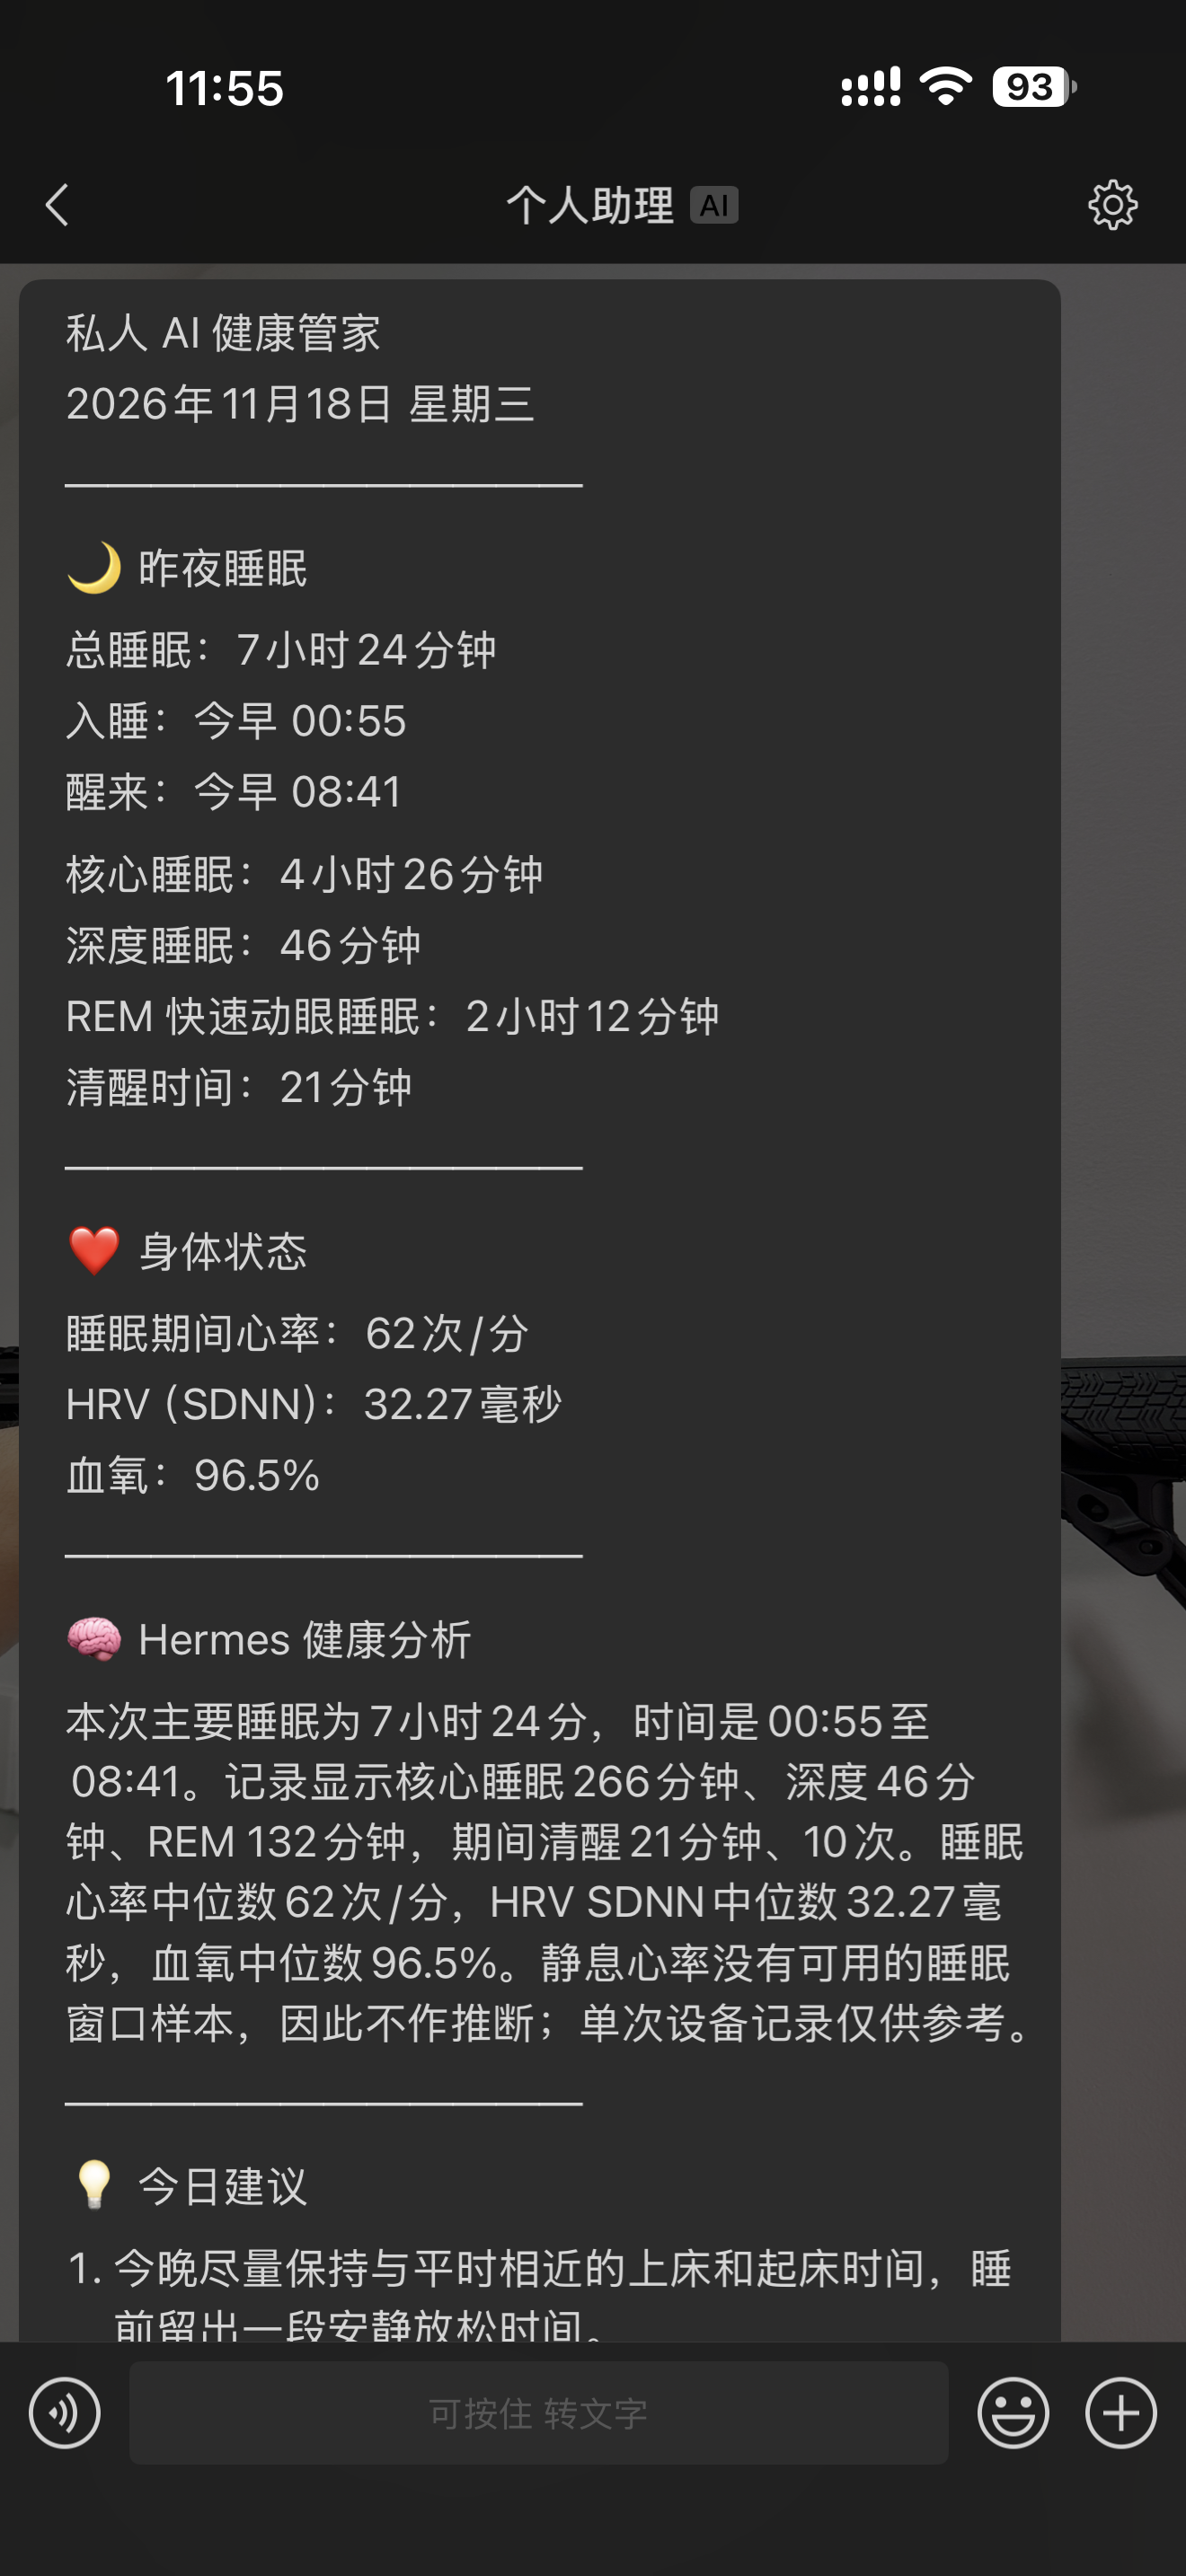 11:55
93
个人助理 AI
私人 AI 健康管家
2026年11月18日 星期三
🌙 昨夜睡眠
总睡眠：7小时24分钟
入睡：今早 00:55
醒来：今早 08:41
核心睡眠：4小时26分钟
深度睡眠：46分钟
REM 快速动眼睡眠：2小时12分钟
清醒时间：21分钟
❤️ 身体状态
睡眠期间心率：62次/分
HRV（SDNN）：32.27毫秒
血氧：96.5%
🧠 Hermes 健康分析
本次主要睡眠为7小时24分，时间是00:55至
08:41。记录显示核心睡眠266分钟、深度46分
钟、REM 132分钟，期间清醒21分钟、10次。睡眠
心率中位数62次/分，HRV SDNN中位数32.27毫
秒，血氧中位数96.5%。静息心率没有可用的睡眠
窗口样本，因此不作推断；单次设备记录仅供参考。
💡 今日建议
1. 今晚尽量保持与平时相近的上床和起床时间，睡
前留出一段安静放松时间。
可按住 转文字